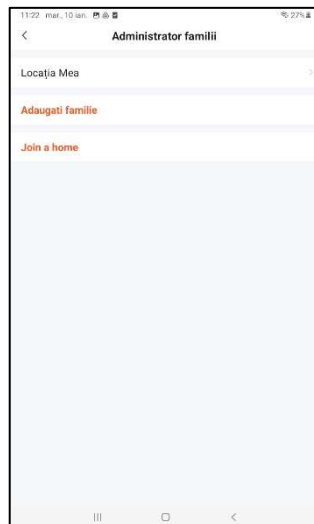 11:22 mar., 10 ian. 27%
Administrator familii
Locația Mea
Adaugati familie
Join a home